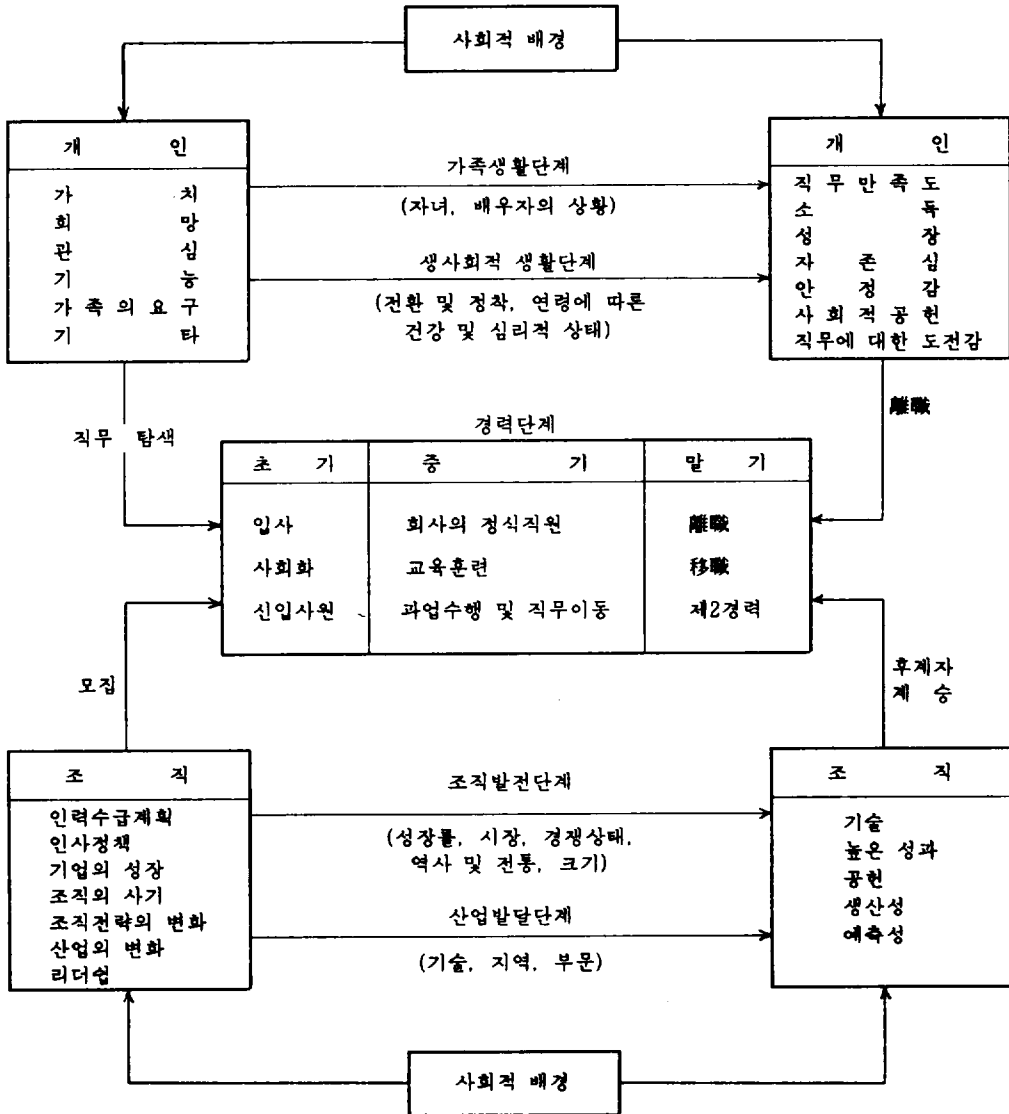 사회적 배경
개 인
가 치
희 망
관 심
기 능
가족의요구
기 타
가족생활단계
(자녀, 배우자의 상황)
생사회적 생활단계
(전환 및 정착, 연령에 따른
건강 및 심리적 상태)
개 인
직무만족도
소 득
성 장
자 존 심
안 정 감
사회적공헌
직무에 대한 도전감
직무 탐색
離職
경력단계
초 기
중 기
말 기
입사
회사의 정식직원
離職
사회화
교육훈련
移職
신입사원
과업수행 및 직무이동
제2경력
모집
후계자
계 승
조 직
인력수급계획
인사정책
기업의 성장
조직의 사기
조직전략의 변화
산업의 변화
리더쉽
조직발전단계
(성장률, 시장, 경쟁상태,
역사 및 전통, 크기)
산업발달단계
(기술, 지역, 부문)
조 직
기술
높은 성과
공헌
생산성
예측성
사회적 배경